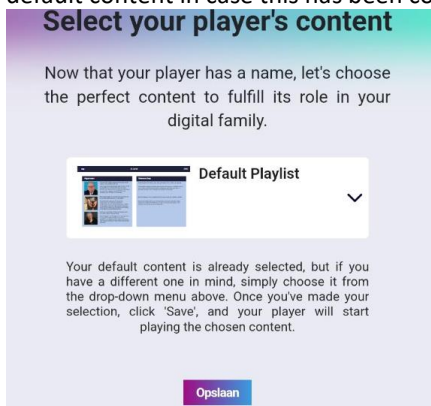 default content in case this has been co
Select your player's content
Now that your player has a name, let's choose
the perfect content to fulfill its role in your
digital family.
Default Playlist
Your default content is already selected, but if you
have a different one in mind, simply choose it from
the drop-down menu above. Once you've made your
selection, click 'Save', and your player will start
playing the chosen content.
Opslaan